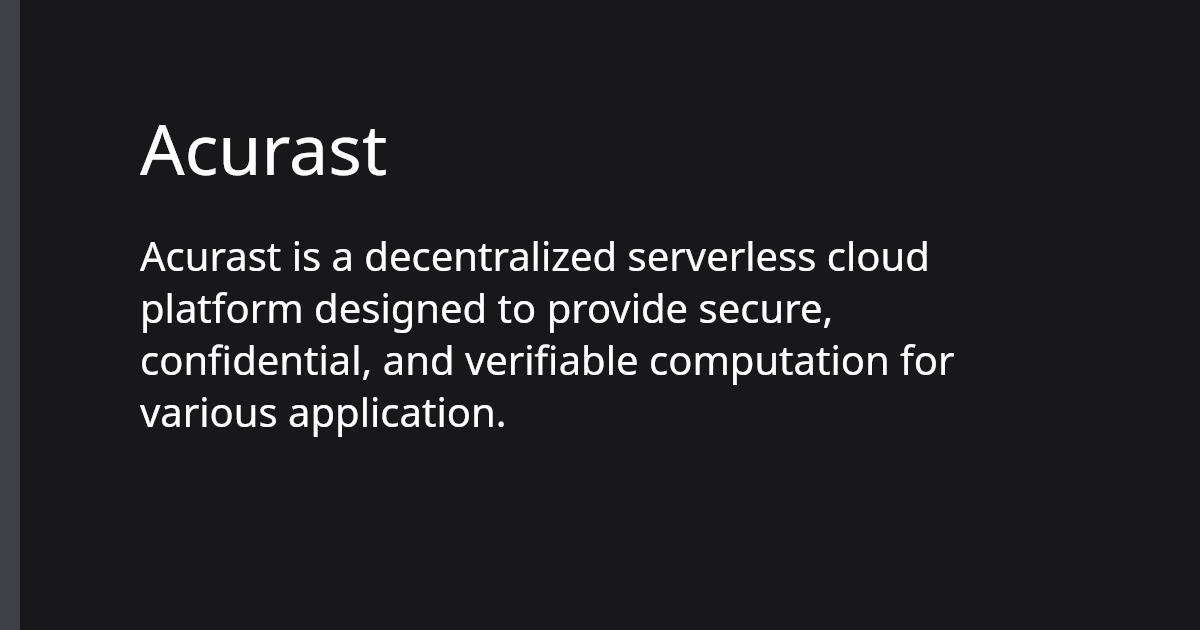 Acurast
Acurast is a decentralized serverless cloud
platform designed to provide secure,
confidential, and verifiable computation for
various application.